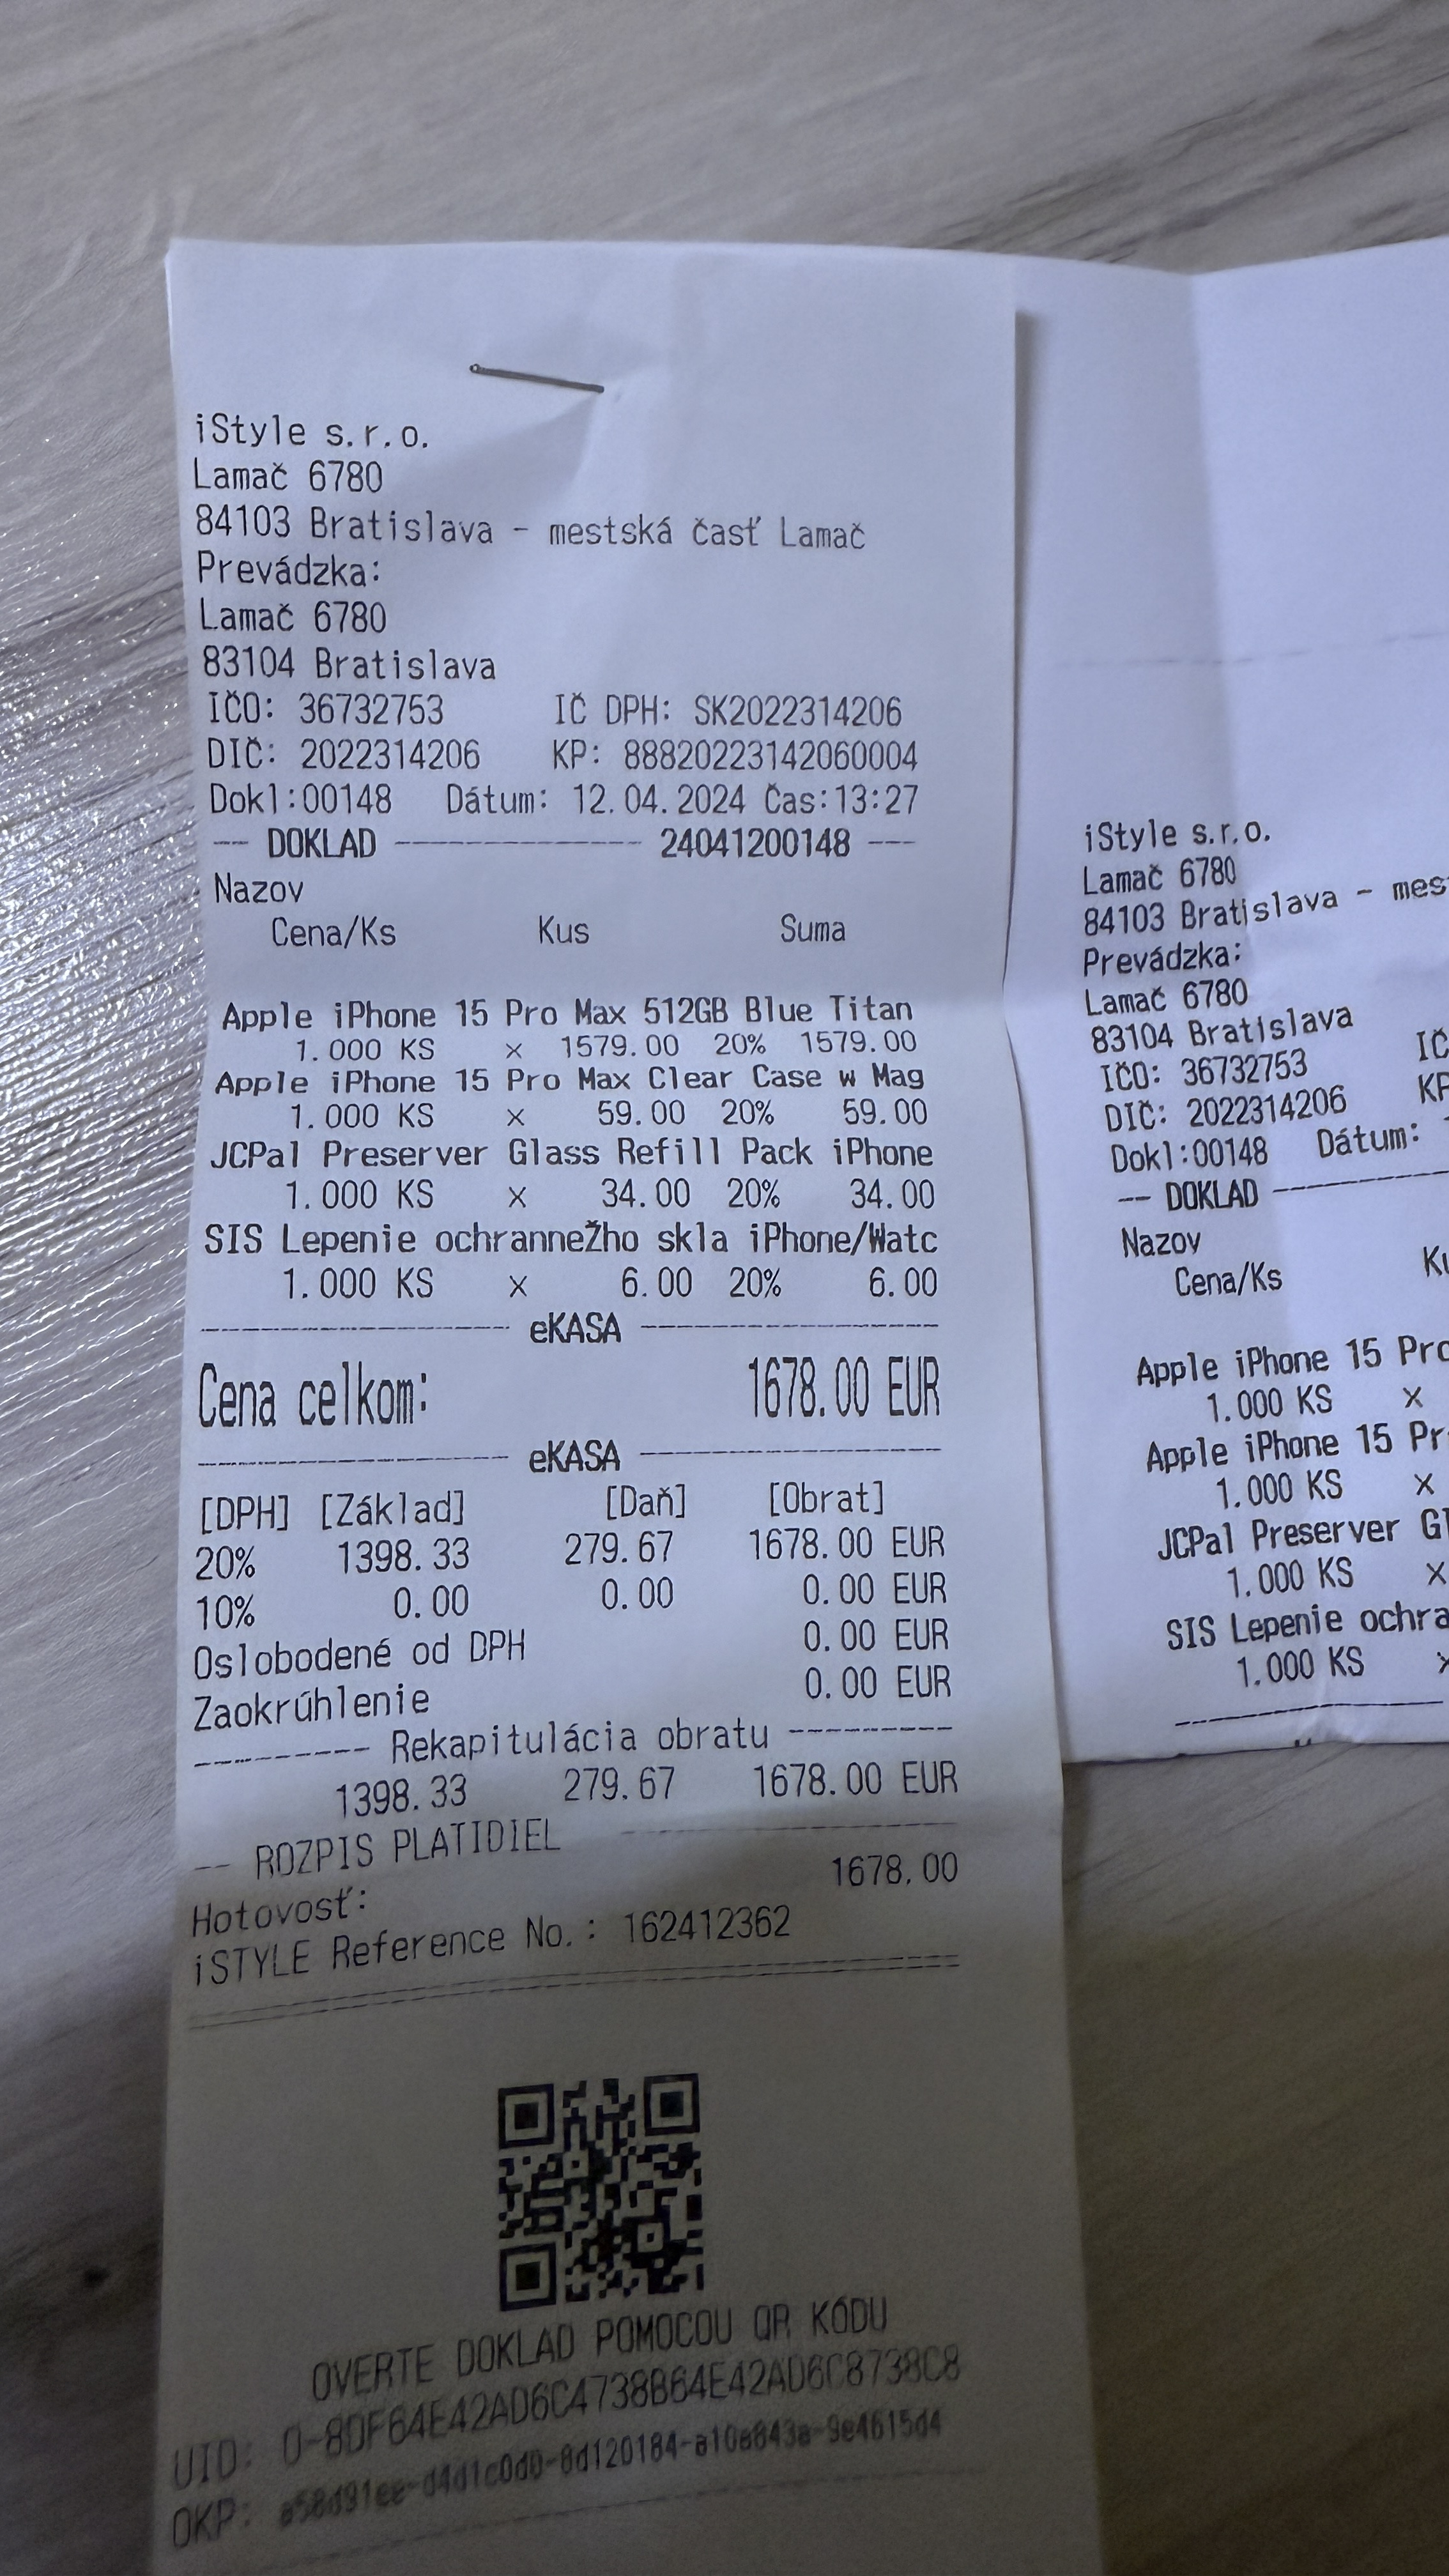 iStyle s.r.o.
Lamač 6780
84103 Bratislava - mestská časť Lamač
Prevádzka:
Lamač 6780
83104 Bratislava
IČO: 36732753 IČ DPH: SK2022314206
DIČ: 2022314206 KP: 88820223142060004
Dokl:00148 Dátum: 12.04.2024 Čas:13:27
-- DOKLAD -------------- 24041200148 ---
Nazov
Cena/Ks Kus Suma
Apple iPhone 15 Pro Max 512GB Blue Titan
1.000 KS x 1579.00 20% 1579.00
Apple iPhone 15 Pro Max Clear Case w Mag
1.000 KS x 59.00 20% 59.00
JCPal Preserver Glass Refill Pack iPhone
1.000 KS x 34.00 20% 34.00
SIS Lepenie ochrannežho skla iPhone/Watc
1.000 KS x 6.00 20% 6.00
----------------- eKASA ----------------
Cena celkom: 1678.00 EUR
----------------- eKASA ----------------
[DPH] [Základ] [Daň] [Obrat]
20% 1398.33 279.67 1678.00 EUR
10% 0.00 0.00 0.00 EUR
Oslobodené od DPH 0.00 EUR
Zaokrúhlenie 0.00 EUR
--------- Rekapitulácia obratu ---------
1398.33 279.67 1678.00 EUR
-- ROZPIS PLATIDIEL ------------------
Hotovosť: 1678.00
iSTYLE Reference No.: 162412362
OVERTE DOKLAD POMOCOU QR KÓDU
UID: O-8DF64E42AD6C4738B64E42AD6C8738C8
OKP:
iStyle s.r.o.
Lamač 6780
84103 Bratislava - mes
Prevádzka:
Lamač 6780
83104 Bratislava
IČO: 36732753 IČ
DIČ: 2022314206 KP
Dokl:00148 Dátum:
-- DOKLAD ----------
Nazov
Cena/Ks Ku
Apple iPhone 15 Pro
1.000 KS x
Apple iPhone 15 Pr
1.000 KS x
JCPal Preserver Gl
1.000 KS x
SIS Lepenie ochra
1.000 KS x